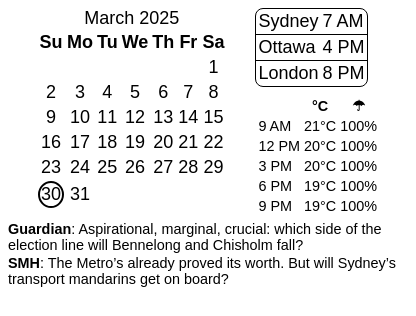 March 2025
Su Mo Tu We Th Fr Sa
1
2 3 4 5 6 7 8
9 10 11 12 13 14 15
16 17 18 19 20 21 22
23 24 25 26 27 28 29
30 31
Sydney 7 AM
Ottawa 4 PM
London 8 PM
°C ☂
9 AM 21°C 100%
12 PM 20°C 100%
3 PM 20°C 100%
6 PM 19°C 100%
9 PM 19°C 100%
Guardian: Aspirational, marginal, crucial: which side of the
election line will Bennelong and Chisholm fall?
SMH: The Metro’s already proved its worth. But will Sydney’s
transport mandarins get on board?